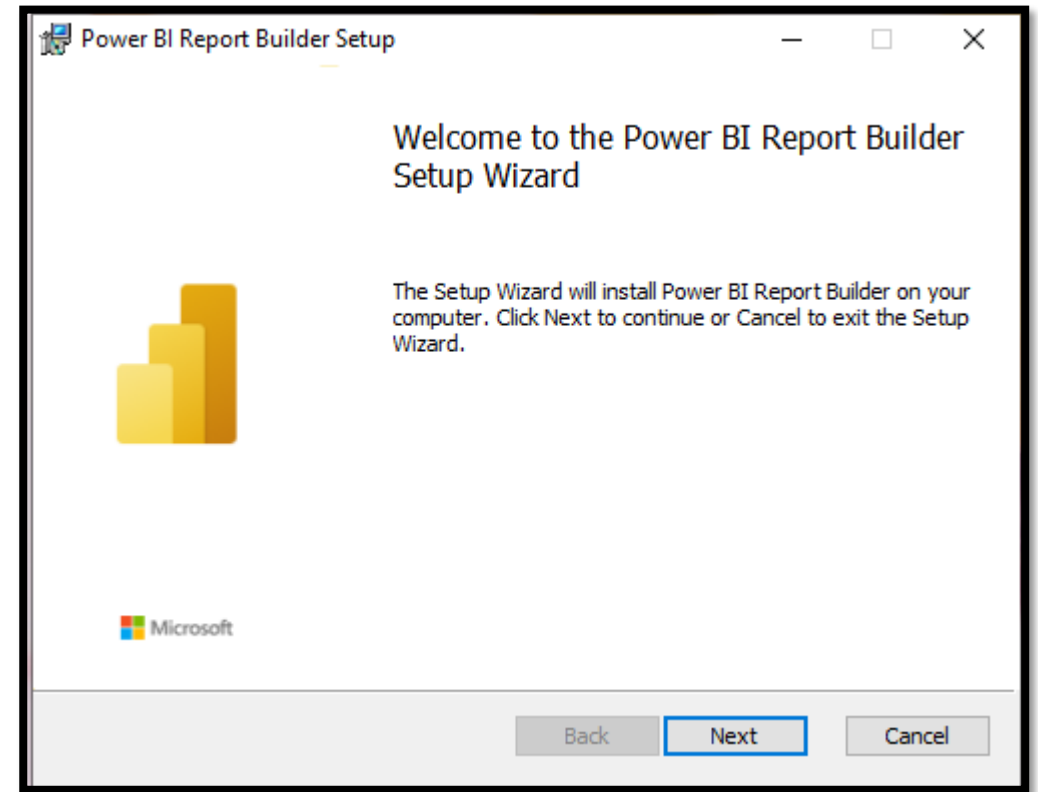 Power BI Report Builder Setup
Welcome to the Power BI Report Builder
Setup Wizard
The Setup Wizard will install Power BI Report Builder on your
computer. Click Next to continue or Cancel to exit the Setup
Wizard.
Microsoft
Back
Next
Cancel